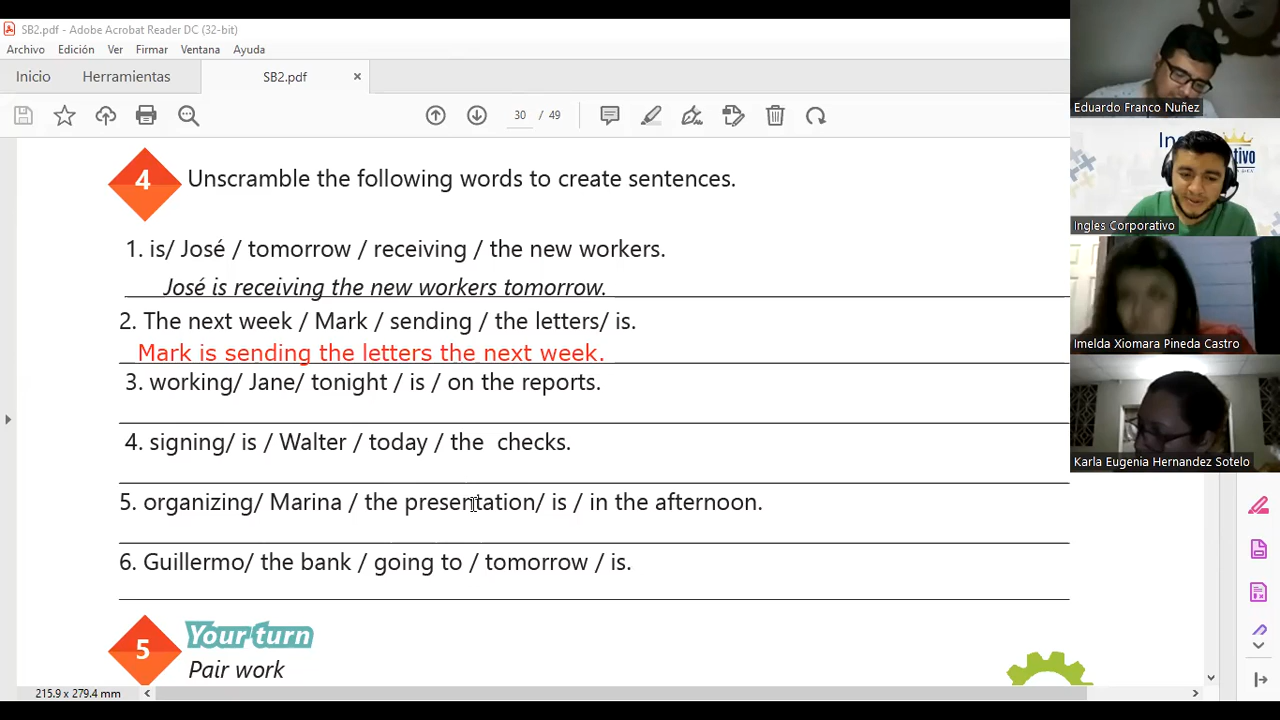 SB2.pdf - Adobe Acrobat Reader DC (32-bit)
Archivo Edición Ver Firmar Ventana Ayuda
Inicio Herramientas SB2.pdf ×
30 / 49
4 Unscramble the following words to create sentences.
1. is/ José / tomorrow / receiving / the new workers.
José is receiving the new workers tomorrow.
2. The next week / Mark / sending / the letters/ is.
Mark is sending the letters the next week.
3. working/ Jane/ tonight / is / on the reports.
4. signing/ is / Walter / today / the checks.
5. organizing/ Marina / the presentation/ is / in the afternoon.
6. Guillermo/ the bank / going to / tomorrow / is.
5 Your turn
Pair work
215.9 x 279.4 mm
Eduardo Franco Nuñez
Ingles Corporativo
Imelda Xiomara Pineda Castro
Karla Eugenia Hernandez Sotelo